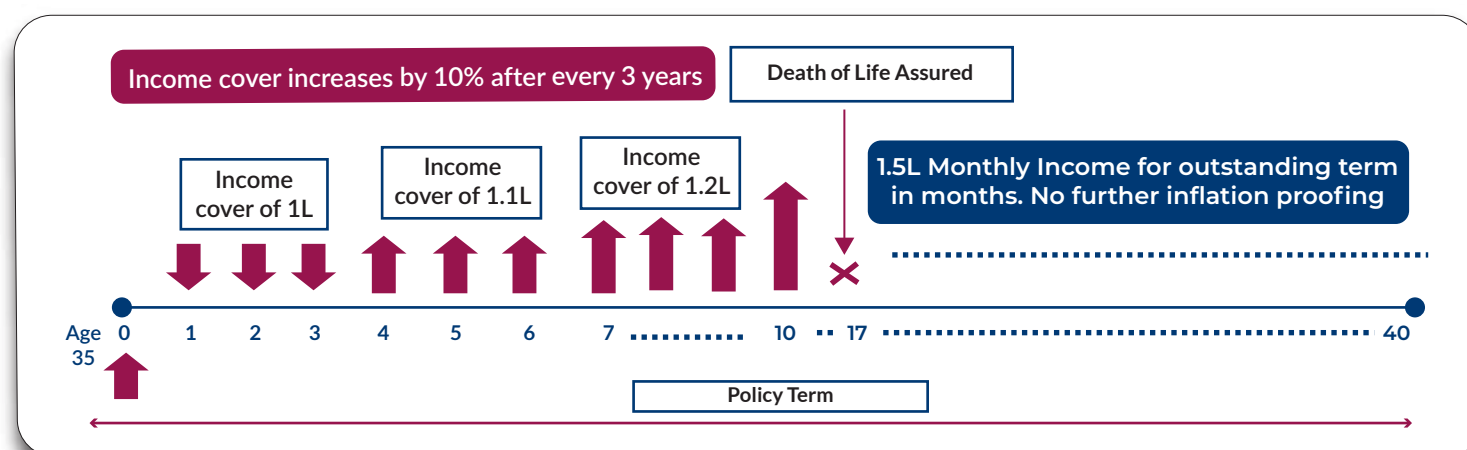 Income cover increases by 10% after every 3 years
Death of Life Assured
Income
cover of 1L
Income
cover of 1.1L
Income
cover of 1.2L
1.5L Monthly Income for outstanding term
in months. No further inflation proofing
Age 0 1 2 3 4 5 6 7 10 17 40
35
Policy Term